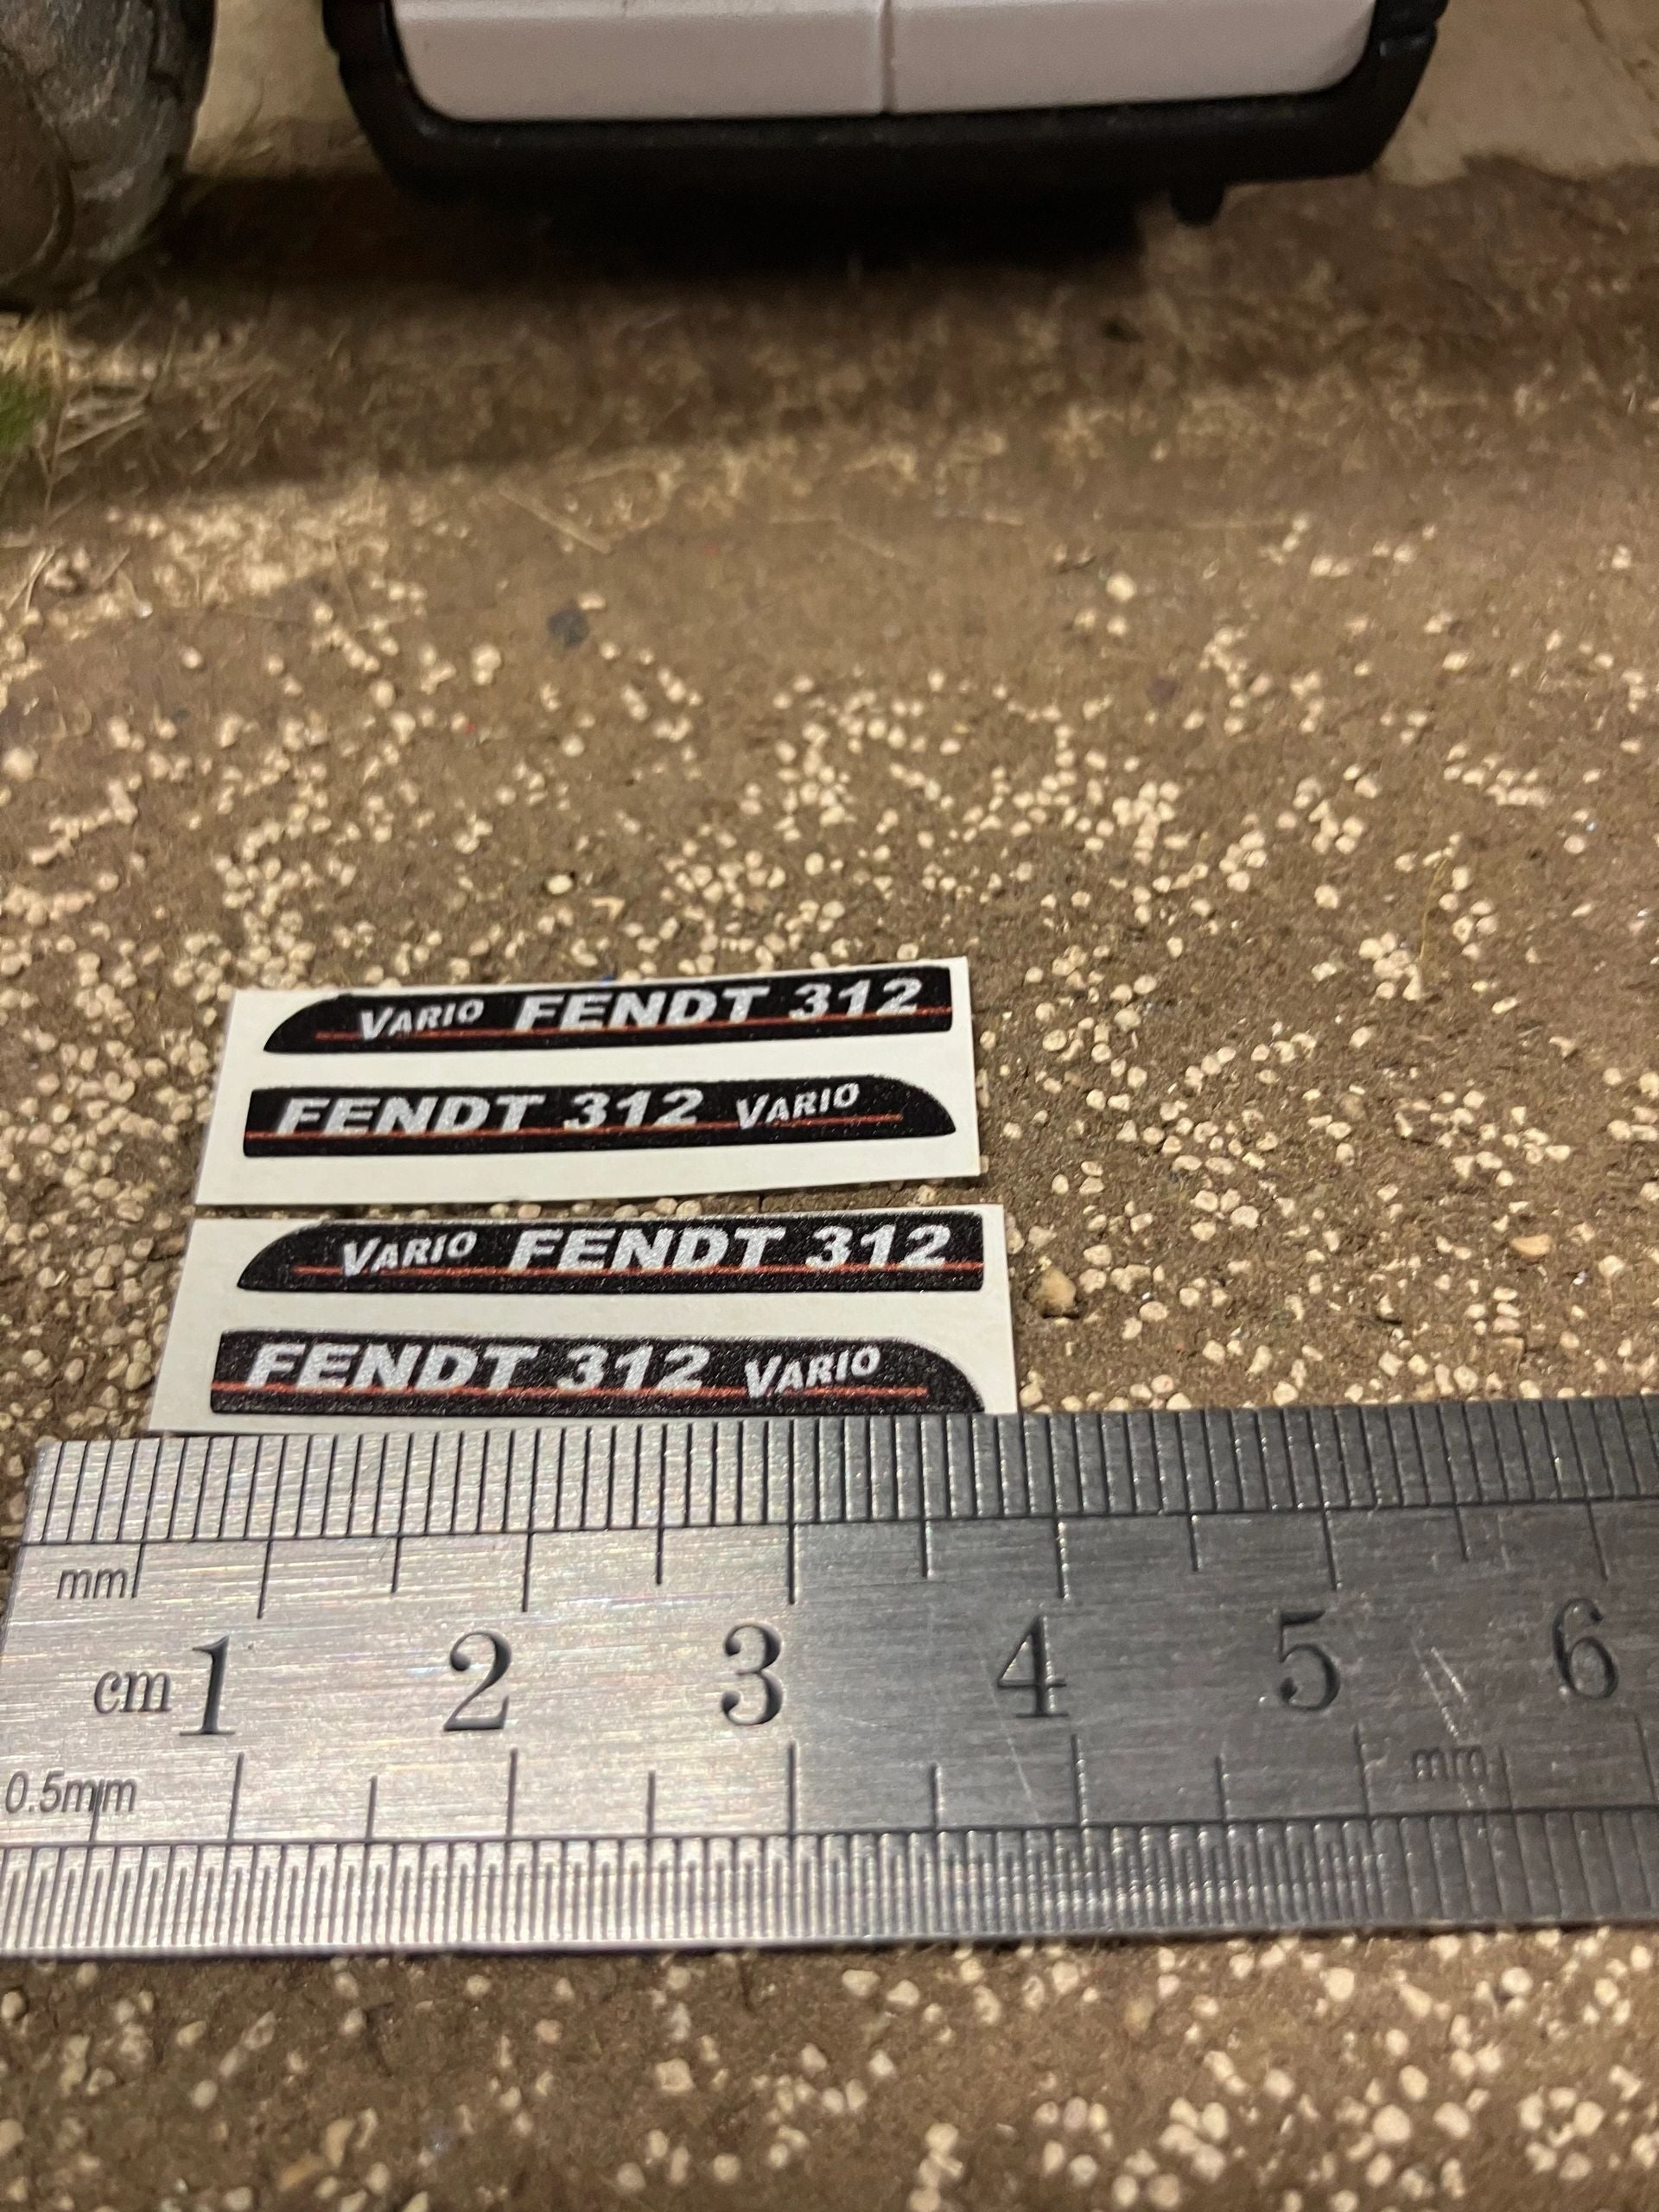 VARIO FENDT 312
FENDT 312 VARIO
VARIO FENDT 312
FENDT 312 VARIO
mm
cm 1 2 3 4 5 6
0.5mm mm